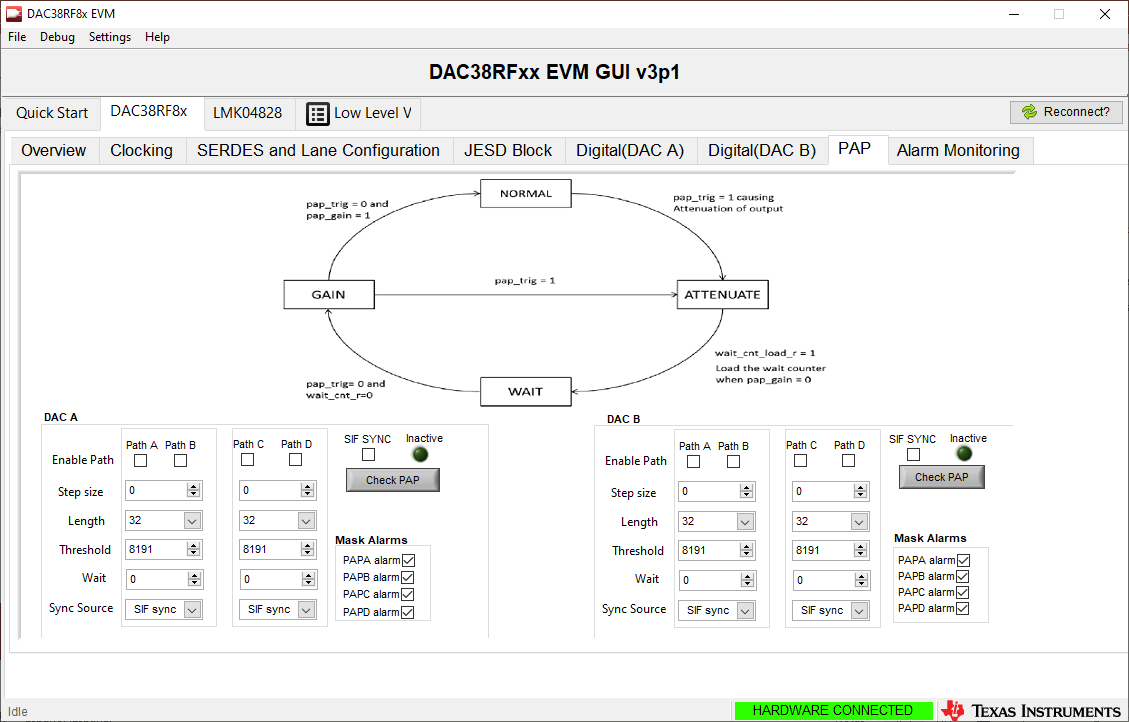 DAC38RF8x EVM
File Debug Settings Help
DAC38RFxx EVM GUI v3p1
Quick Start DAC38RF8x LMK04828 Low Level V Reconnect?
Overview Clocking SERDES and Lane Configuration JESD Block Digital(DAC A) Digital(DAC B) PAP Alarm Monitoring
NORMAL
pap_trig = 0 and
pap_gain = 1
pap_trig = 1 causing
Attenuation of output
pap_trig = 1
GAIN
ATTENUATE
wait_cnt_load_r = 1
Load the wait counter
when pap_gain = 0
pap_trig= 0 and
wait_cnt_r=0
WAIT
DAC A
Path A Path B Path C Path D SIF SYNC Inactive
Enable Path
Check PAP
Step size 0 0
Length 32 32
Threshold 8191 8191
Wait 0 0
Sync Source SIF sync SIF sync
Mask Alarms
PAPA alarm
PAPB alarm
PAPC alarm
PAPD alarm
DAC B
Path A Path B Path C Path D SIF SYNC Inactive
Enable Path
Check PAP
Step size 0 0
Length 32 32
Threshold 8191 8191
Wait 0 0
Sync Source SIF sync SIF sync
Mask Alarms
PAPA alarm
PAPB alarm
PAPC alarm
PAPD alarm
Idle HARDWARE CONNECTED TEXAS INSTRUMENTS